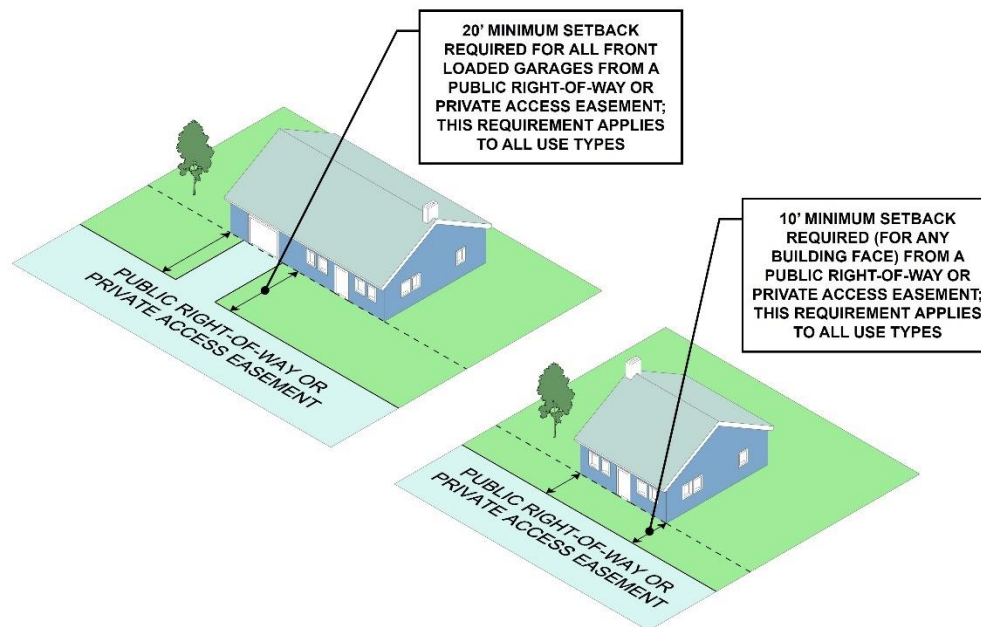 20' MINIMUM SETBACK
REQUIRED FOR ALL FRONT
LOADED GARAGES FROM A
PUBLIC RIGHT-OF-WAY OR
PRIVATE ACCESS EASEMENT;
THIS REQUIREMENT APPLIES
TO ALL USE TYPES
10' MINIMUM SETBACK
REQUIRED (FOR ANY
BUILDING FACE) FROM A
PUBLIC RIGHT-OF-WAY OR
PRIVATE ACCESS EASEMENT;
THIS REQUIREMENT APPLIES
TO ALL USE TYPES
PUBLIC RIGHT-OF-WAY OR
PRIVATE ACCESS EASEMENT
PUBLIC RIGHT-OF-WAY OR
PRIVATE ACCESS EASEMENT